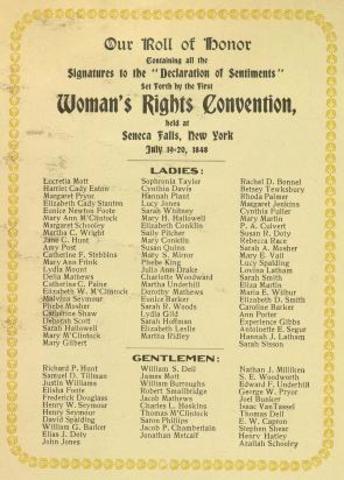 Our Roll of Honor
Containing all the
Signatures to the "Declaration of Sentiments"
Set Forth by the First
Woman's Rights Convention,
held at
Seneca Falls, New York
July 19-20, 1848
LADIES:
Lucretia Mott
Harriet Cady Eaton
Margaret Pryor
Elizabeth Cady Stanton
Eunice Newton Foote
Mary Ann M'Clintock
Margaret Schooley
Martha C. Wright
Jane C. Hunt
Amy Post
Catherine F. Stebbins
Mary Ann Frink
Lydia Mount
Delia Mathews
Catherine C. Paine
Elizabeth W. M'Clintock
Malvina Seymour
Phebe Mosher
Catherine Shaw
Deborah Scott
Sarah Hallowell
Mary M'Clintock
Mary Gilbert
Sophronia Taylor
Cynthia Davis
Hannah Plant
Lucy Jones
Sarah Whitney
Mary H. Hallowell
Elizabeth Conklin
Sally Pitcher
Mary Conklin
Susan Quinn
Mary S. Mirror
Phebe King
Julia Ann Drake
Charlotte Woodward
Martha Underhill
Dorothy Mathews
Eunice Barker
Sarah R. Woods
Lydia Gild
Sarah Hoffman
Elizabeth Leslie
Martha Ridley
Rachel D. Bonnel
Betsey Tewksbury
Rhoda Palmer
Margaret Jenkins
Cynthia Fuller
Mary Martin
P. A. Culvert
Susan R. Doty
Rebecca Race
Sarah A. Mosher
Mary E. Vail
Lucy Spalding
Lovina Latham
Sarah Smith
Eliza Martin
Maria E. Wilbur
Elizabeth D. Smith
Caroline Barker
Ann Porter
Experience Gibbs
Antoinette E. Segur
Hannah J. Latham
Sarah Sisson
GENTLEMEN:
Richard P. Hunt
Samuel D. Tillman
Justin Williams
Elisha Foote
Frederick Douglass
Henry W. Seymour
Henry Seymour
David Spalding
William G. Barker
Elias J. Doty
John Jones
William S. Dell
James Mott
William Burroughs
Robert Smallbridge
Jacob Mathews
Charles L. Hoskins
Thomas M'Clintock
Saron Phillips
Jacob P. Chamberlain
Jonathan Metcalf
Nathan J. Milliken
S. E. Woodworth
Edward F. Underhill
George W. Pryor
Joel Bunker
Isaac VanTassel
Thomas Dell
E. W. Capron
Stephen Shear
Henry Hatley
Azaliah Schooley